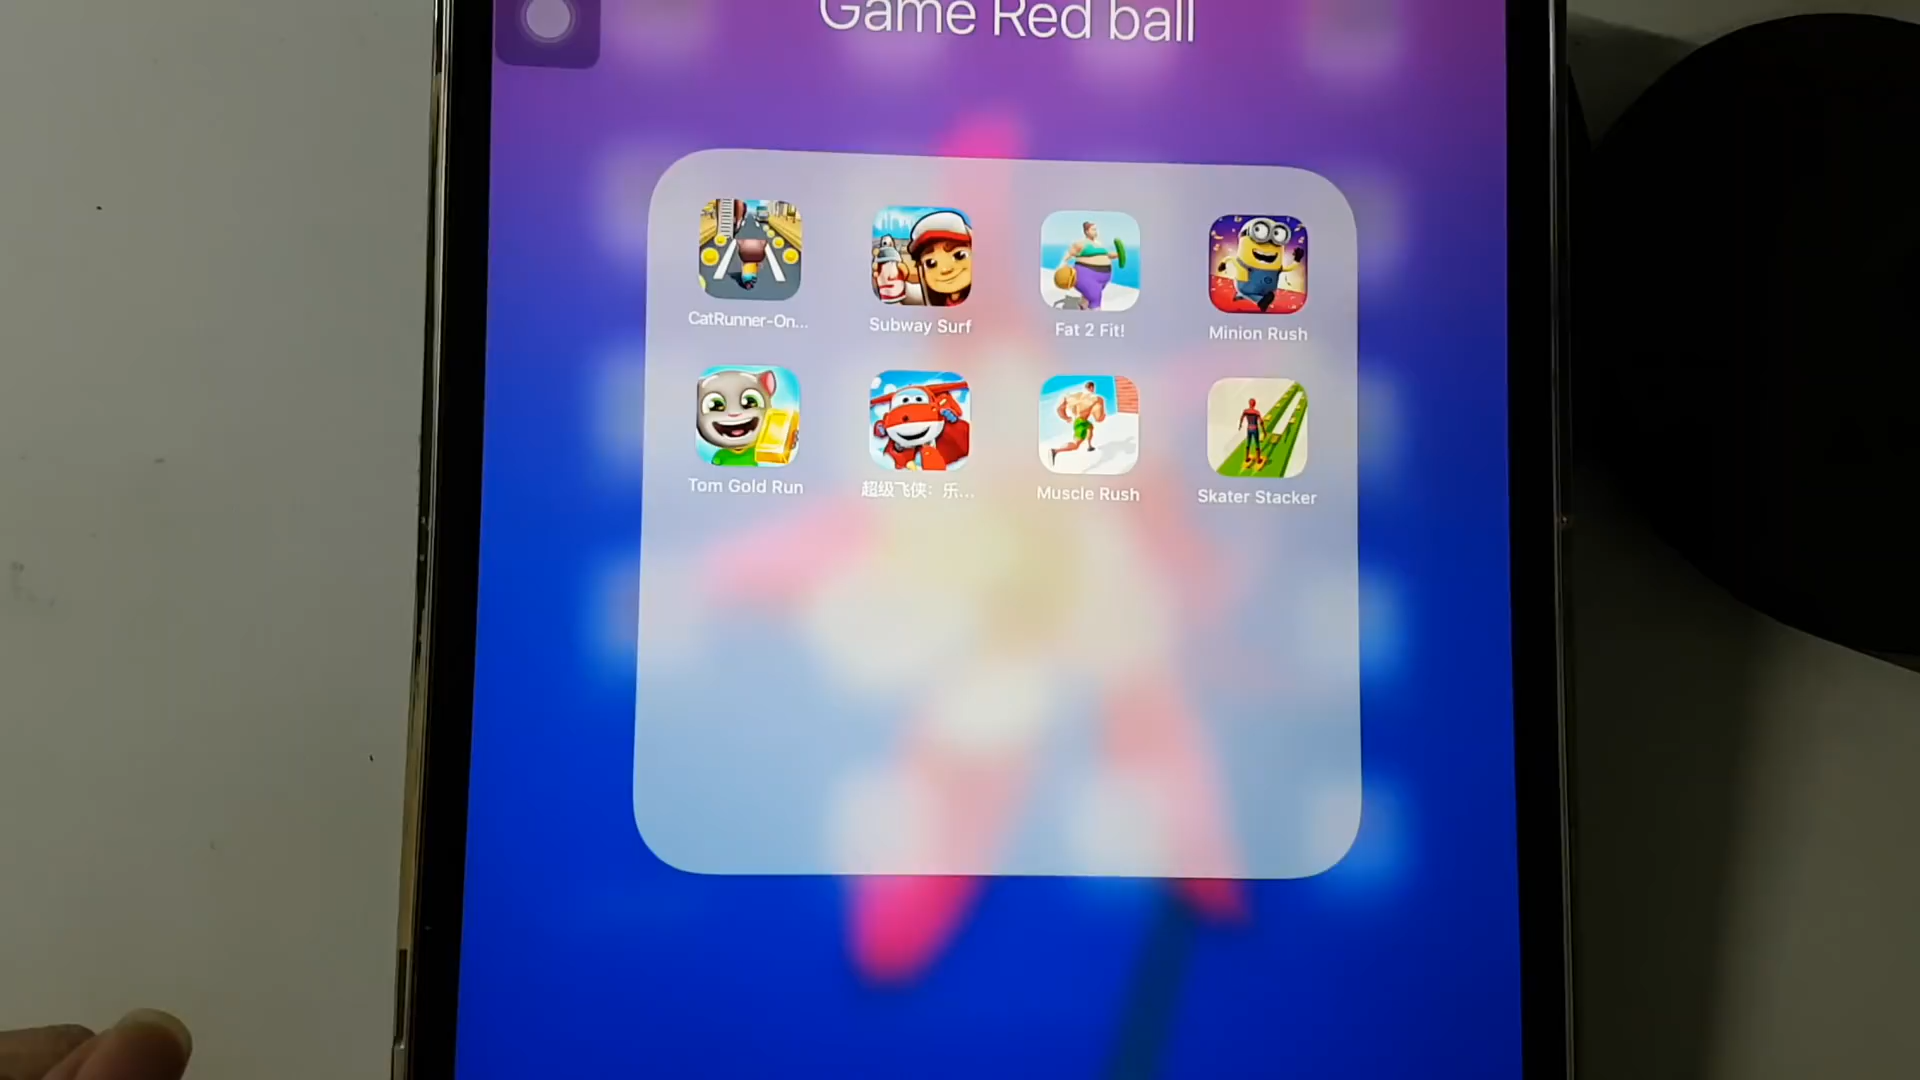 Game Red ball
CatRunner-On...
Subway Surf
Fat 2 Fit!
Minion Rush
Tom Gold Run
超级飞侠：乐...
Muscle Rush
Skater Stacker